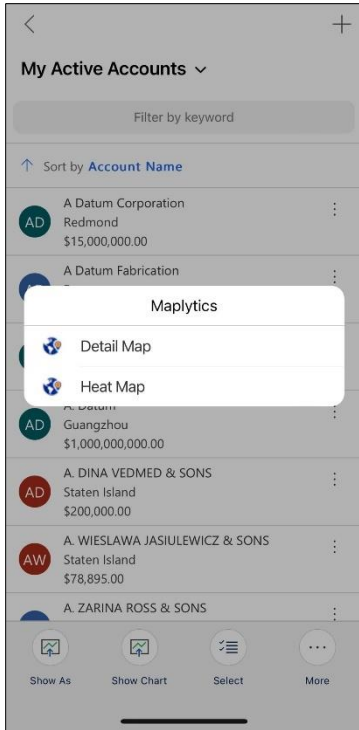 My Active Accounts
Filter by keyword
Sort by Account Name
A Datum Corporation
AD
Redmond
$15,000,000.00
A Datum Fabrication
Maplytics
Detail Map
Heat Map
A. Datum
AD
Guangzhou
$1,000,000,000.00
A. DINA VEDMED & SONS
AD
Staten Island
$200,000.00
A. WIESLAWA JASIULEWICZ & SONS
AW
Staten Island
$78,895.00
A. ZARINA ROSS & SONS
Show As
Show Chart
Select
More